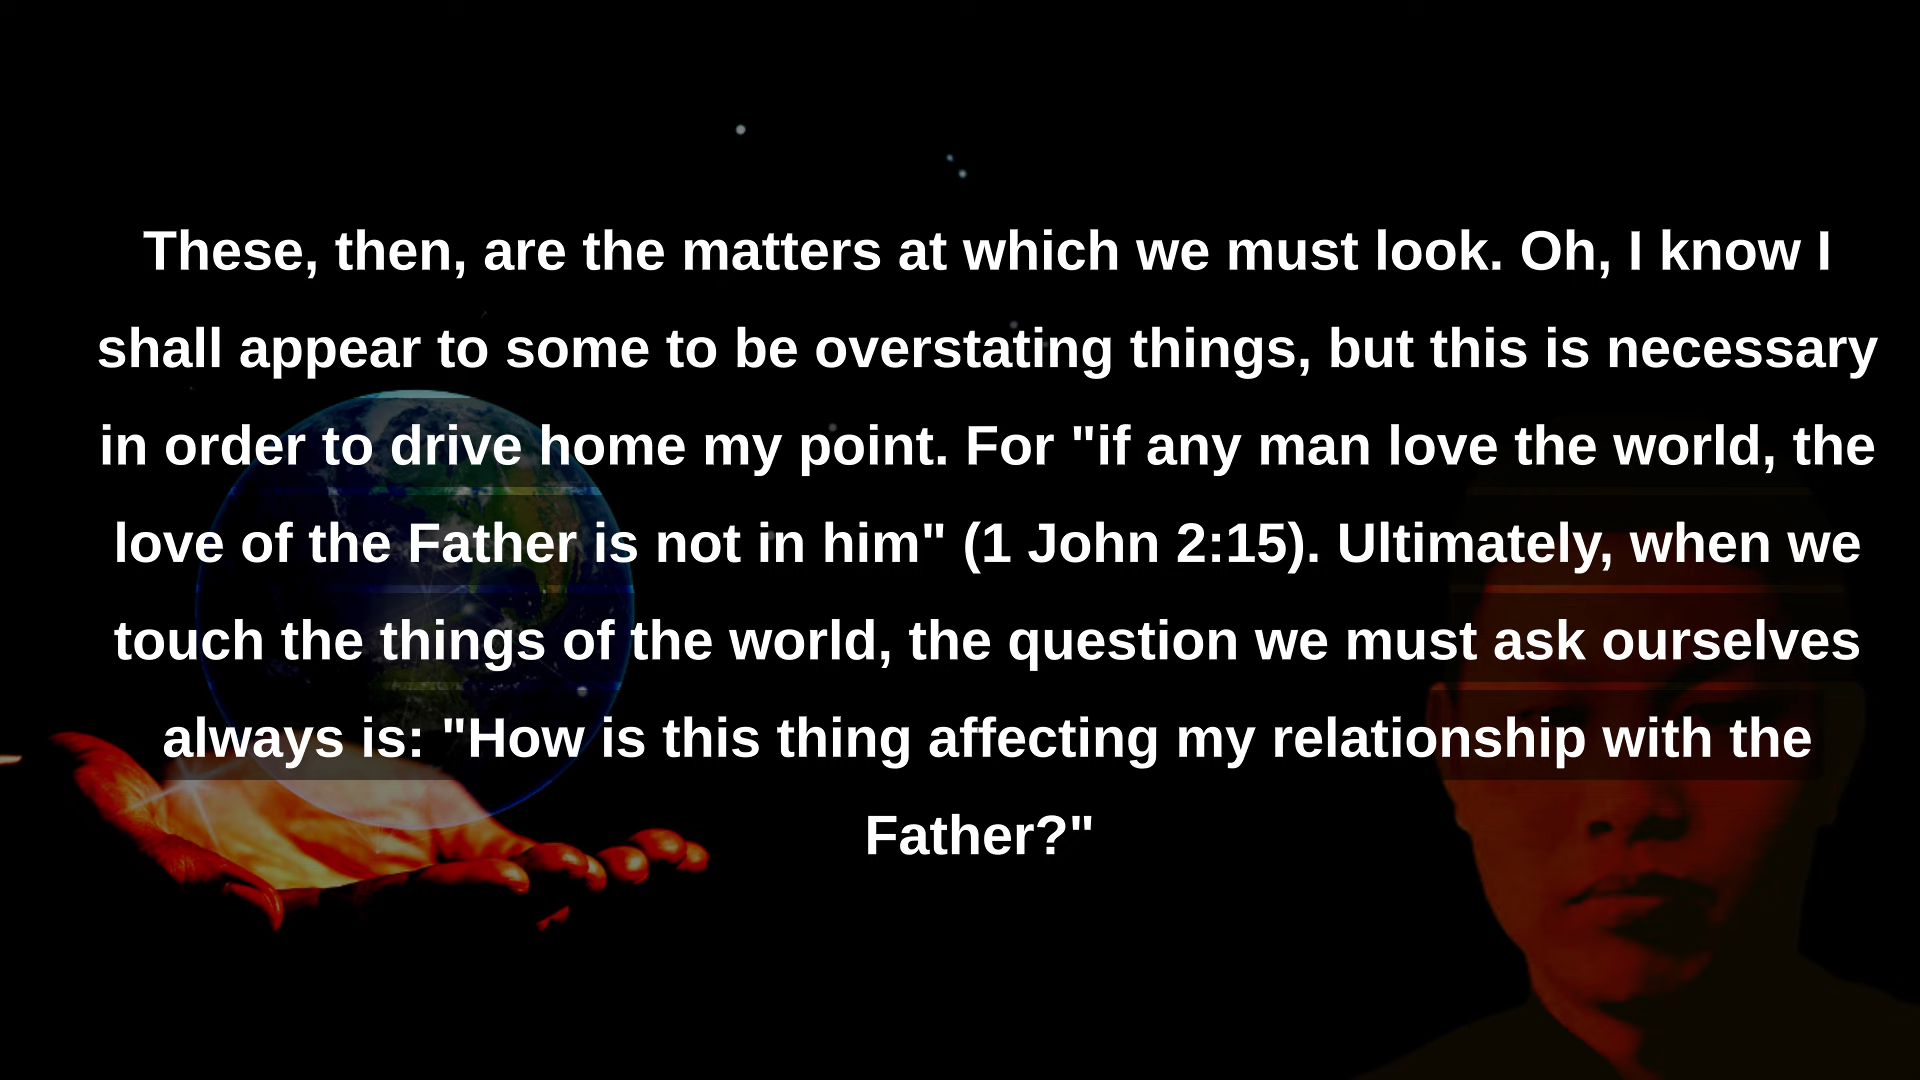 These, then, are the matters at which we must look. Oh, I know I
shall appear to some to be overstating things, but this is necessary
in order to drive home my point. For "if any man love the world, the
love of the Father is not in him" (1 John 2:15). Ultimately, when we
touch the things of the world, the question we must ask ourselves
always is: "How is this thing affecting my relationship with the
Father?"